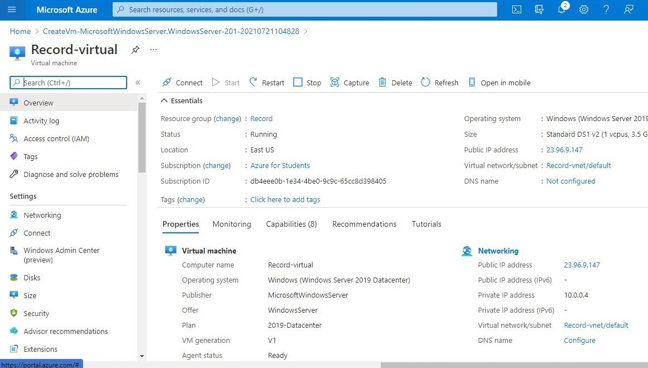 Microsoft Azure
Search resources, services, and docs (G+/)
2
Home > CreateVm-MicrosoftWindowsServer.WindowsServer-201-20210721104828 >
Record-virtual
Virtual machine
Search (Ctrl+/)
Connect Start Restart Stop Capture Delete Refresh Open in mobile
Overview
Activity log
Access control (IAM)
Tags
Diagnose and solve problems
Settings
Networking
Connect
Windows Admin Center
(preview)
Disks
Size
Security
Advisor recommendations
Extensions
https://portal.azure.com/#
Essentials
Resource group (change) : Record
Status : Running
Location : East US
Subscription (change) : Azure for Students
Subscription ID : db4eee0b-1e34-4be0-9c9c-65cc8d398405
Tags (change) : Click here to add tags
Operating system : Windows (Windows Server 2019
Size : Standard DS1 v2 (1 vcpus, 3.5 G
Public IP address : 23.96.9.147
Virtual network/subnet : Record-vnet/default
DNS name : Not configured
Properties Monitoring Capabilities (8) Recommendations Tutorials
Virtual machine
Computer name Record-virtual
Operating system Windows (Windows Server 2019 Datacenter)
Publisher MicrosoftWindowsServer
Offer WindowsServer
Plan 2019-Datacenter
VM generation V1
Agent status Ready
Networking
Public IP address 23.96.9.147
Public IP address (IPv6) -
Private IP address 10.0.0.4
Private IP address (IPv6) -
Virtual network/subnet Record-vnet/default
DNS name Configure